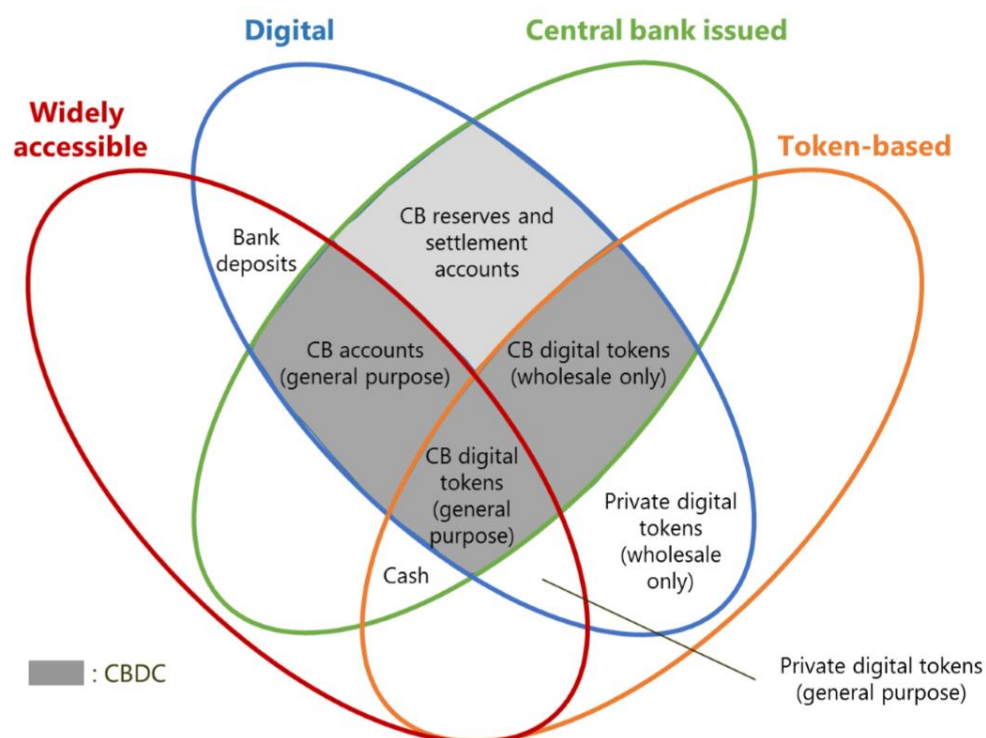 Digital
Central bank issued
Widely
accessible
Token-based
CB reserves and
settlement
accounts
Bank
deposits
CB accounts
(general purpose)
CB digital tokens
(wholesale only)
CB digital
tokens
(general
purpose)
Private digital
tokens
(wholesale
only)
Cash
: CBDC
Private digital tokens
(general purpose)